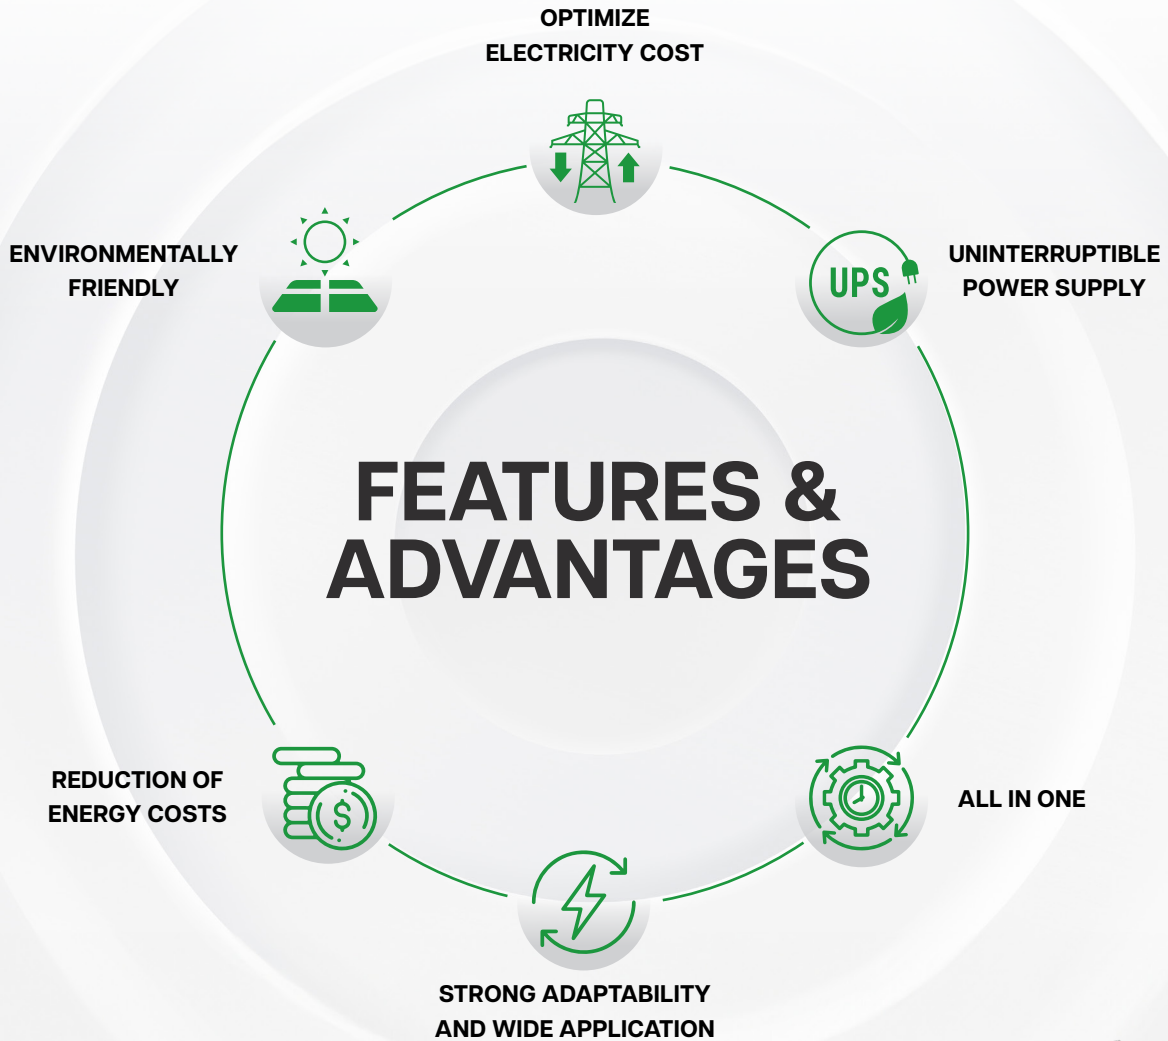 OPTIMIZE
ELECTRICITY COST
ENVIRONMENTALLY
FRIENDLY
UPS
UNINTERRUPTIBLE
POWER SUPPLY
FEATURES &
ADVANTAGES
REDUCTION OF
ENERGY COSTS
$
ALL IN ONE
STRONG ADAPTABILITY
AND WIDE APPLICATION